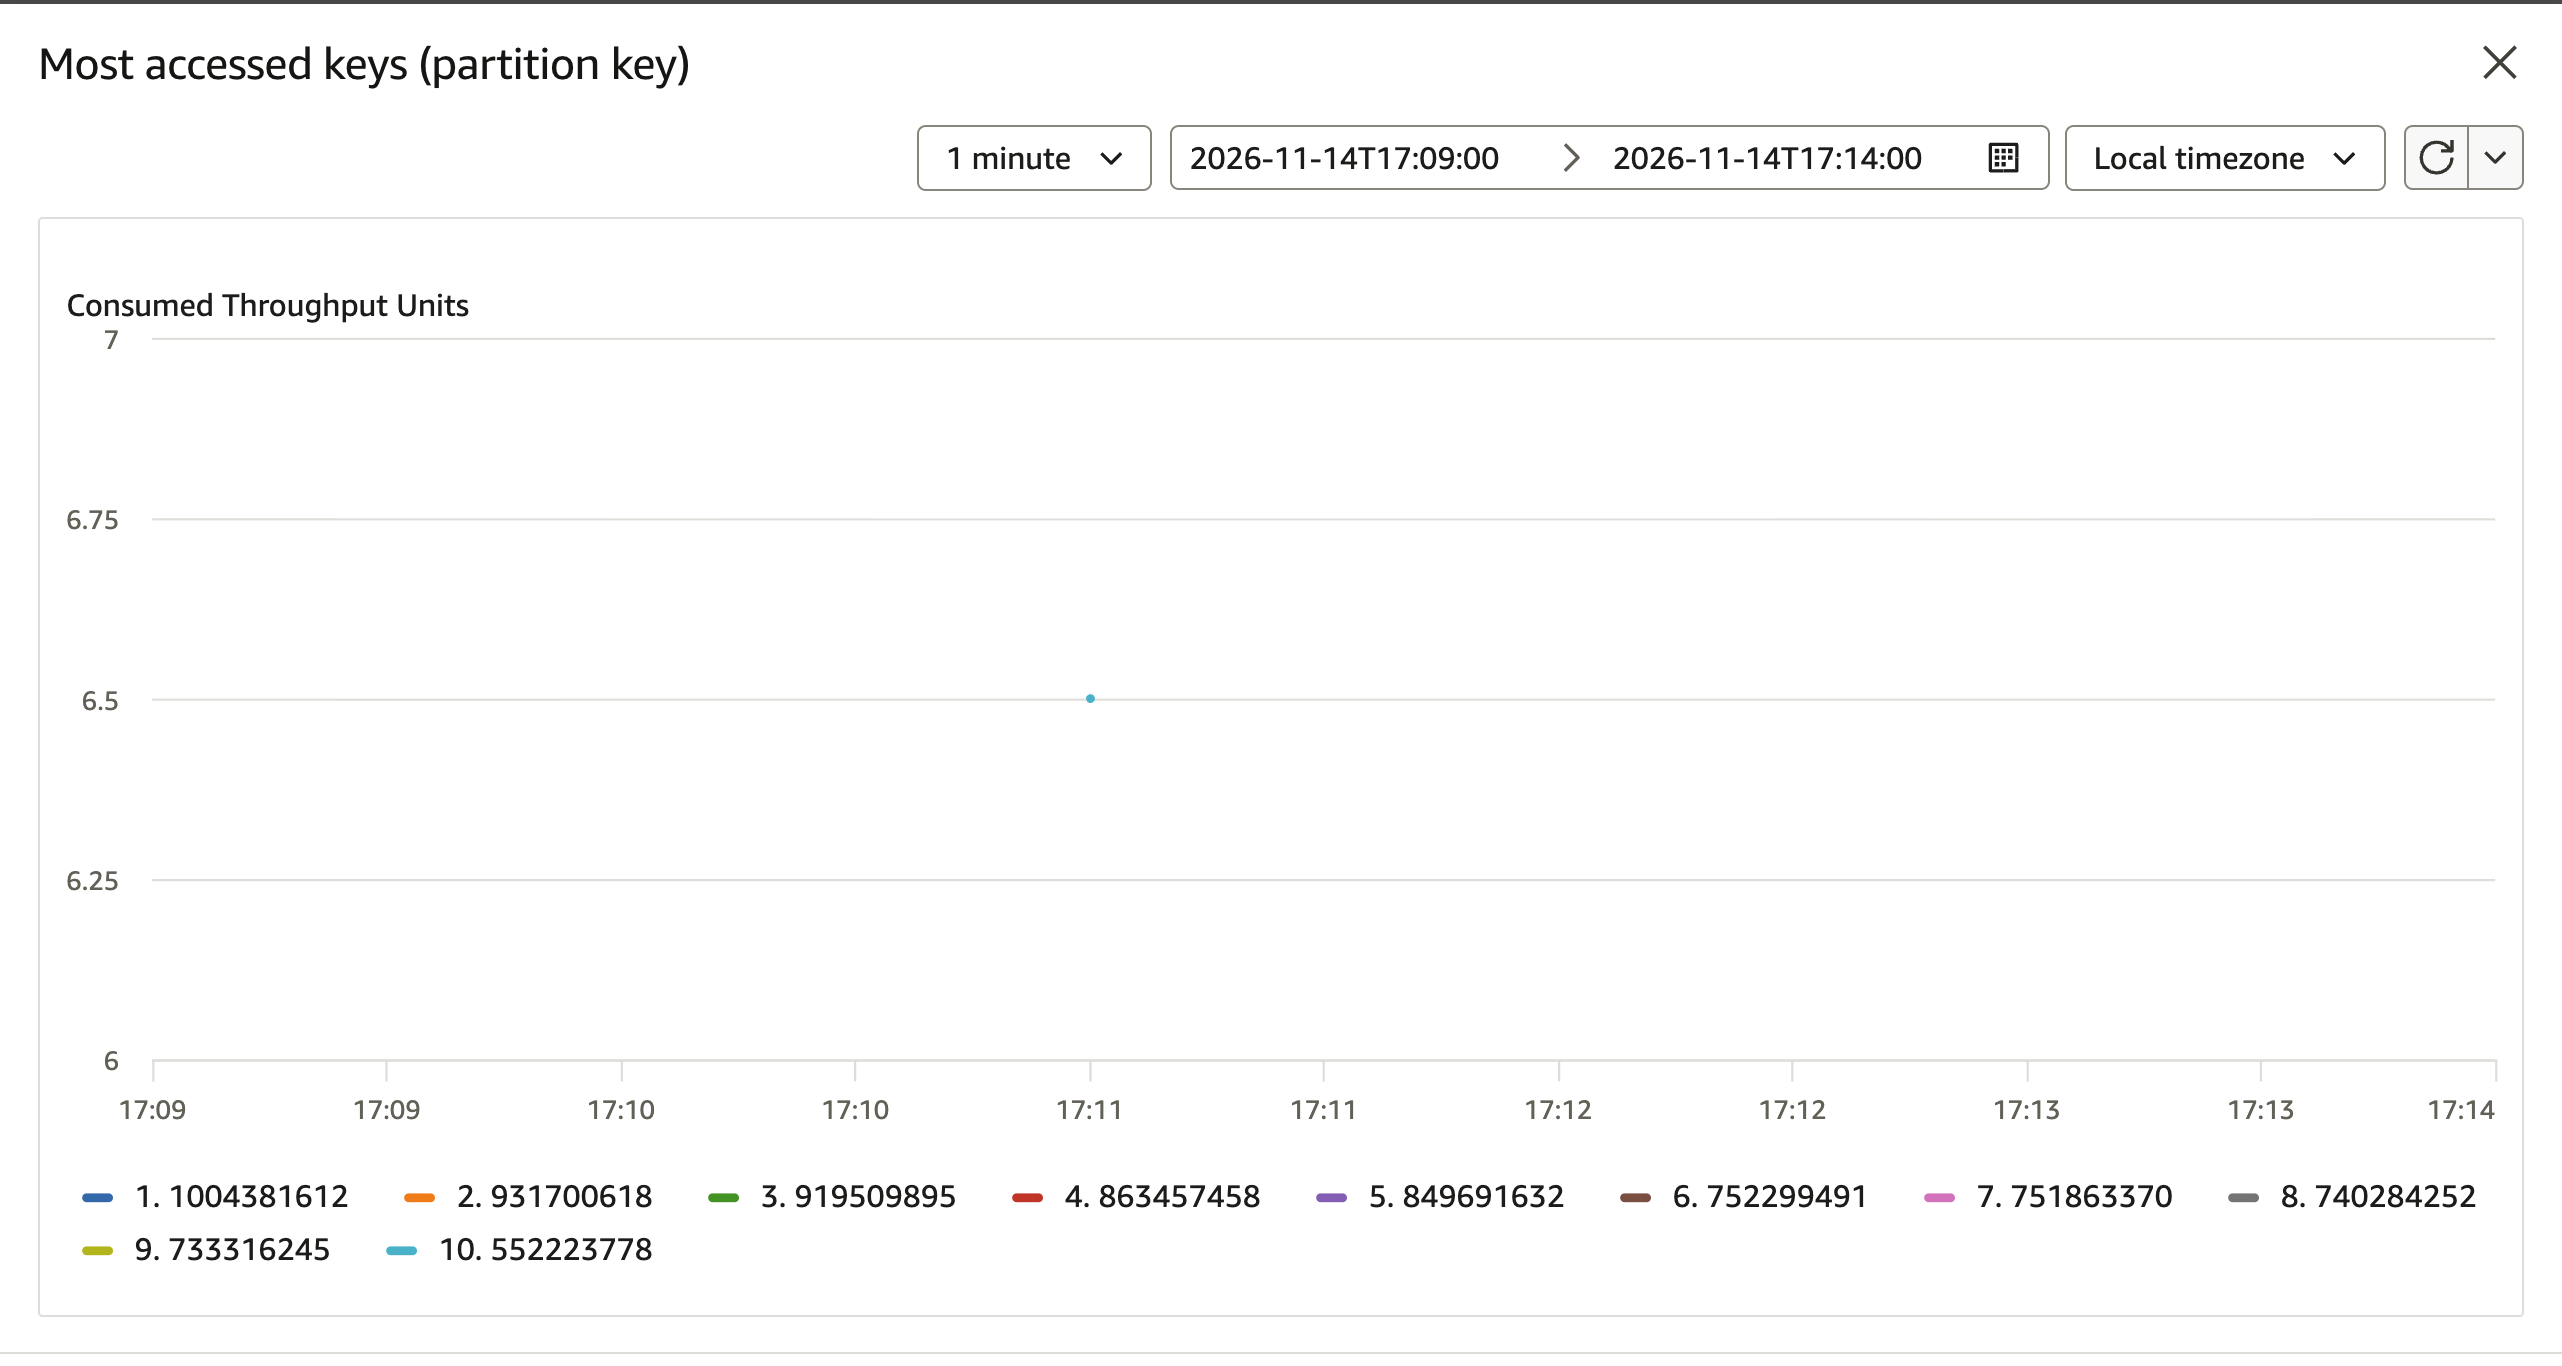 Most accessed keys (partition key)
1 minute 2026-11-14T17:09:00 2026-11-14T17:14:00 Local timezone
Consumed Throughput Units
7
6.75
6.5
6.25
6
17:09 17:09 17:10 17:10 17:11 17:11 17:12 17:12 17:13 17:13 17:14
1. 1004381612 2. 931700618 3. 919509895 4. 863457458 5. 849691632 6. 752299491 7. 751863370 8. 740284252
9. 733316245 10. 552223778